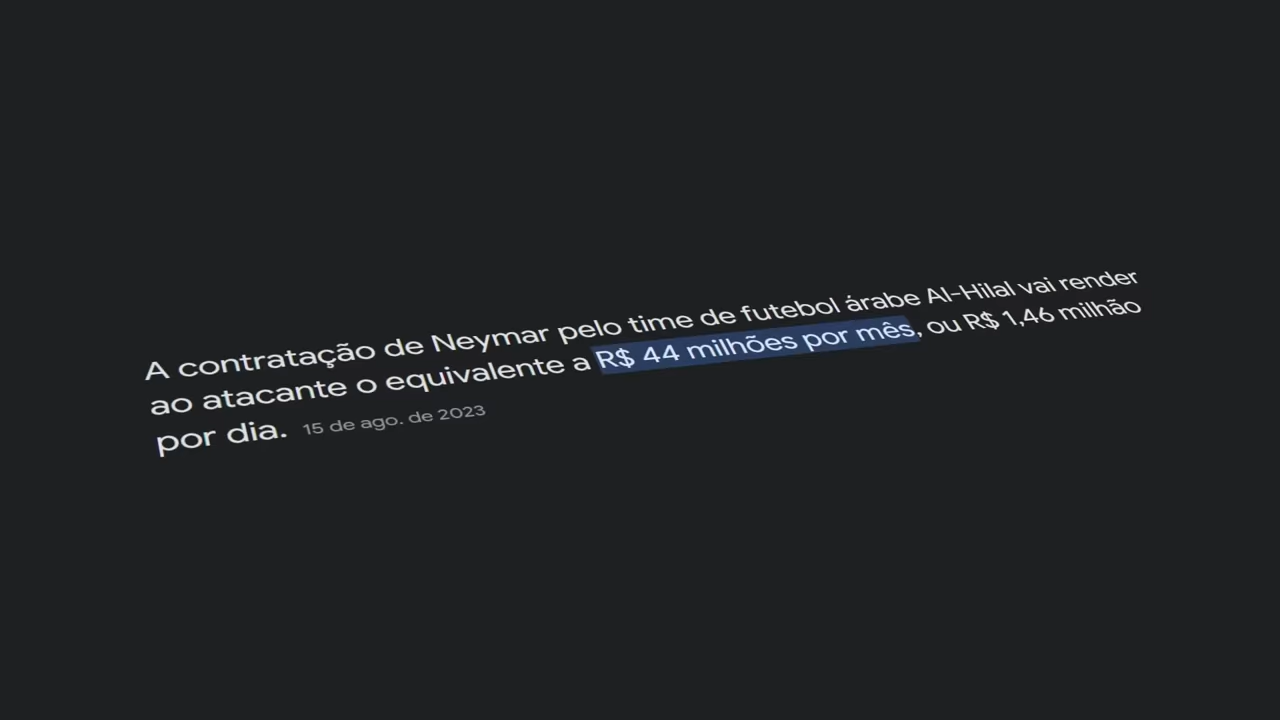 A contratação de Neymar pelo time de futebol árabe Al-Hilal vai render
ao atacante o equivalente a R$ 44 milhões por mês, ou R$ 1,46 milhão
por dia. 15 de ago. de 2023